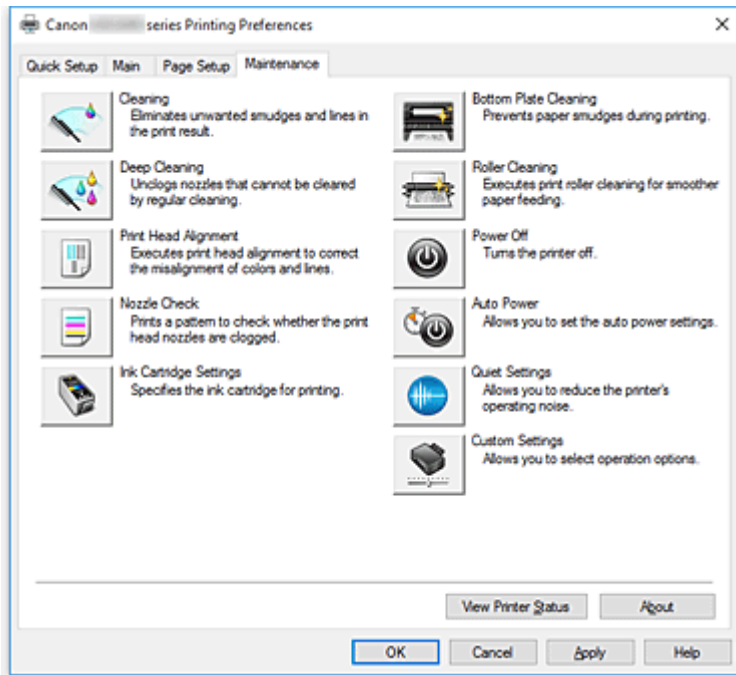 Canon series Printing Preferences
Quick Setup Main Page Setup Maintenance
Cleaning
Eliminates unwanted smudges and lines in
the print result.
Deep Cleaning
Unclogs nozzles that cannot be cleared
by regular cleaning.
Print Head Alignment
Executes print head alignment to correct
the misalignment of colors and lines.
Nozzle Check
Prints a pattern to check whether the print
head nozzles are clogged.
Ink Cartridge Settings
Specifies the ink cartridge for printing.
Bottom Plate Cleaning
Prevents paper smudges during printing.
Roller Cleaning
Executes print roller cleaning for smoother
paper feeding.
Power Off
Turns the printer off.
Auto Power
Allows you to set the auto power settings.
Quiet Settings
Allows you to reduce the printer's
operating noise.
Custom Settings
Allows you to select operation options.
View Printer Status About
OK Cancel Apply Help